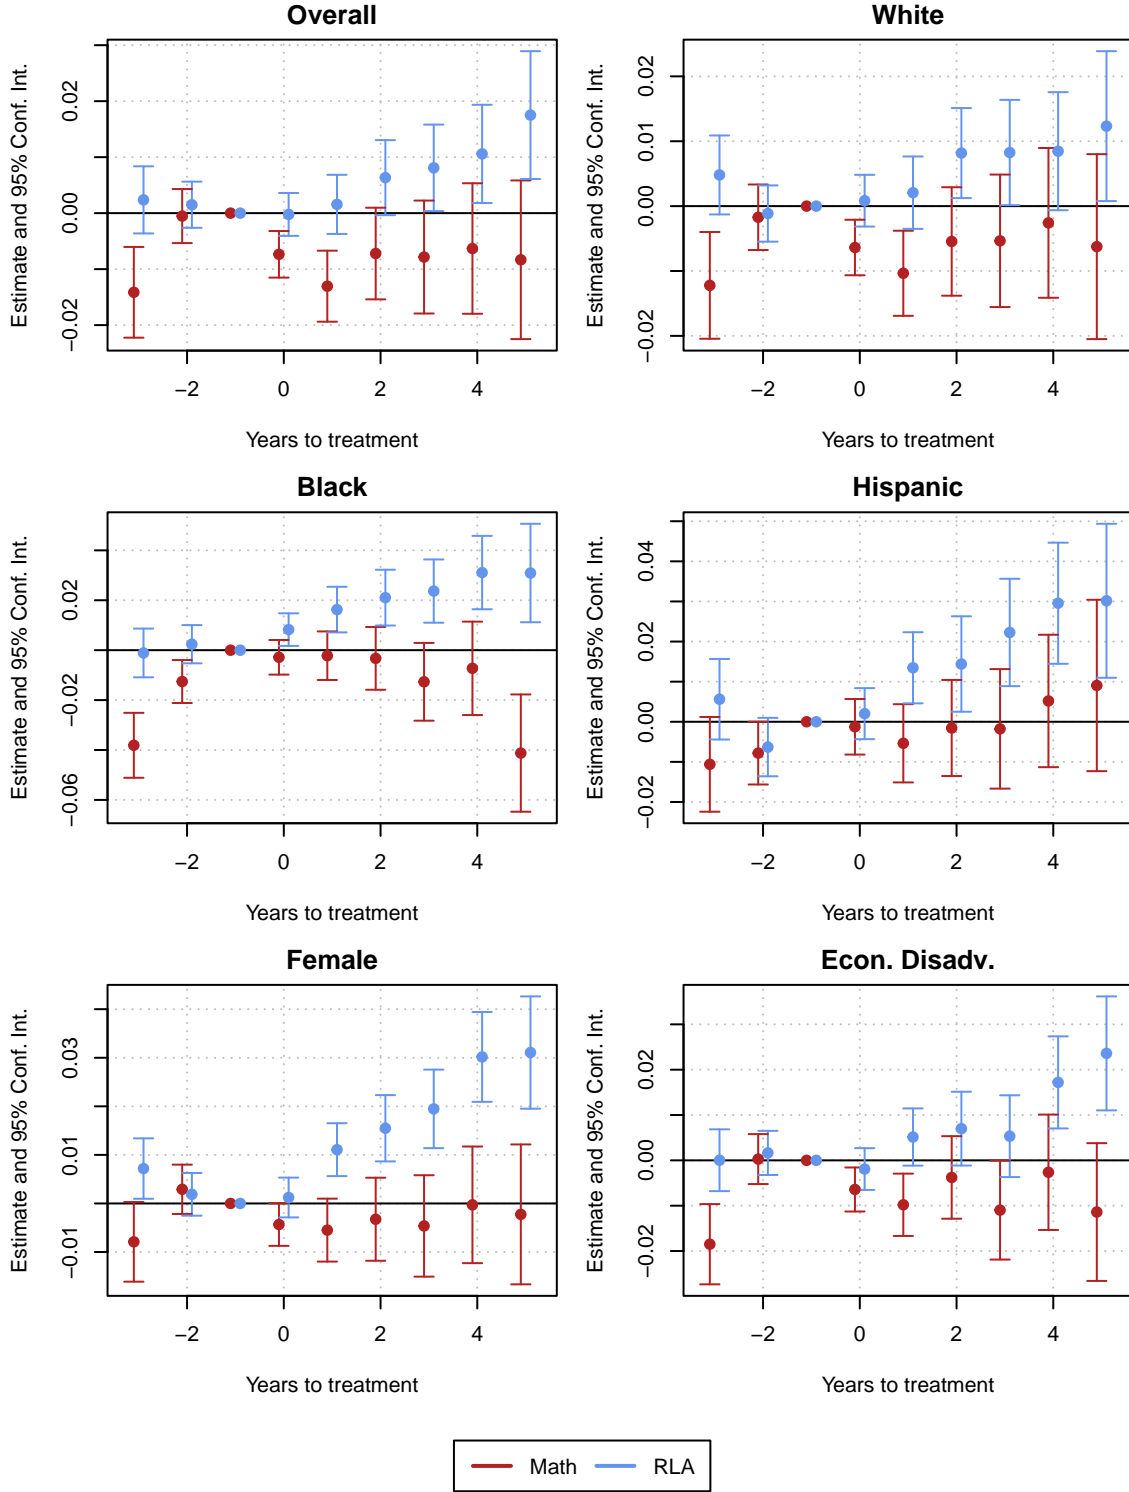 Overall
Estimate and 95% Conf. Int.
0.02
0.00
−0.02
−2 0 2 4
Years to treatment
White
Estimate and 95% Conf. Int.
0.02
0.01
0.00
−0.02
−2 0 2 4
Years to treatment
Black
Estimate and 95% Conf. Int.
0.02
−0.02
−0.06
−2 0 2 4
Years to treatment
Hispanic
Estimate and 95% Conf. Int.
0.04
0.02
0.00
−0.02
−2 0 2 4
Years to treatment
Female
Estimate and 95% Conf. Int.
0.03
0.01
−0.01
−2 0 2 4
Years to treatment
Econ. Disadv.
Estimate and 95% Conf. Int.
0.02
0.00
−0.02
−2 0 2 4
Years to treatment
Math RLA